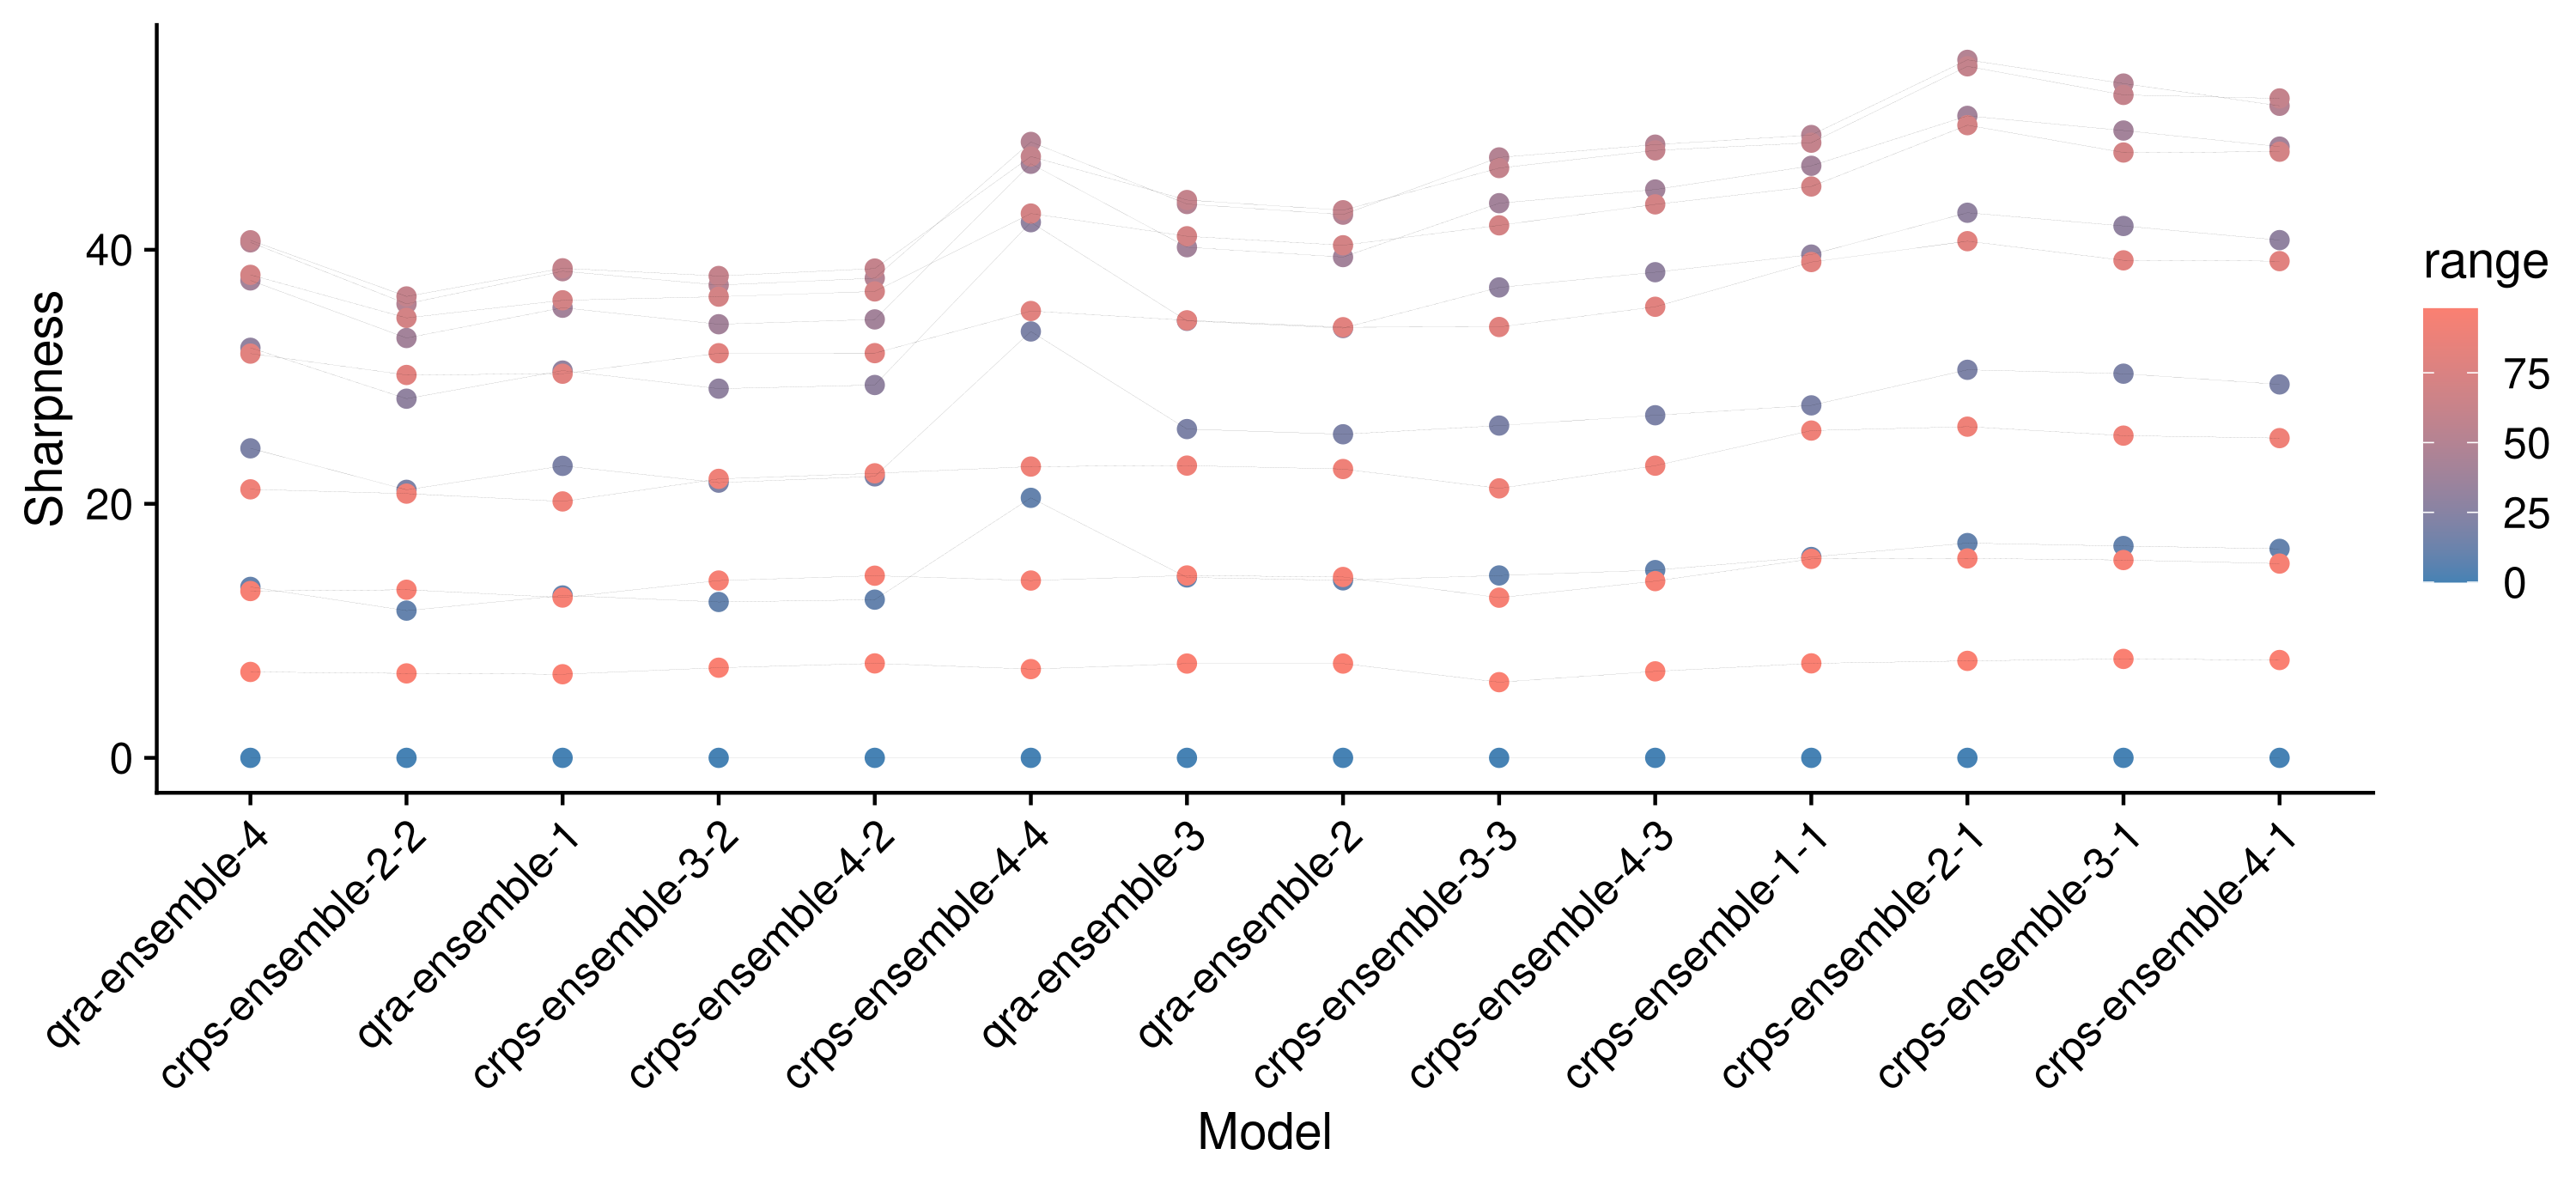 Sharpness
40
20
0
qra-ensemble-4
crps-ensemble-2-2
qra-ensemble-1
crps-ensemble-3-2
crps-ensemble-4-2
crps-ensemble-4-4
qra-ensemble-3
qra-ensemble-2
crps-ensemble-3-3
crps-ensemble-4-3
crps-ensemble-1-1
crps-ensemble-2-1
crps-ensemble-3-1
crps-ensemble-4-1
Model
range
75
50
25
0